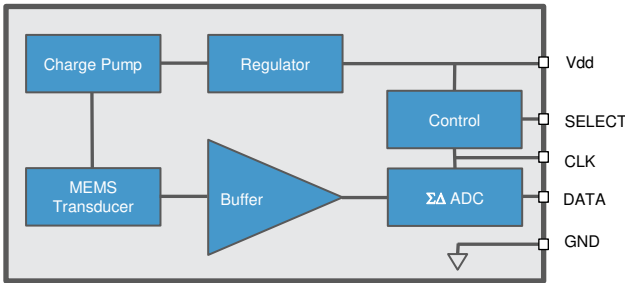 Charge Pump
Regulator
Vdd
Control
SELECT
CLK
MEMS
Transducer
Buffer
ΣΔ ADC
DATA
GND